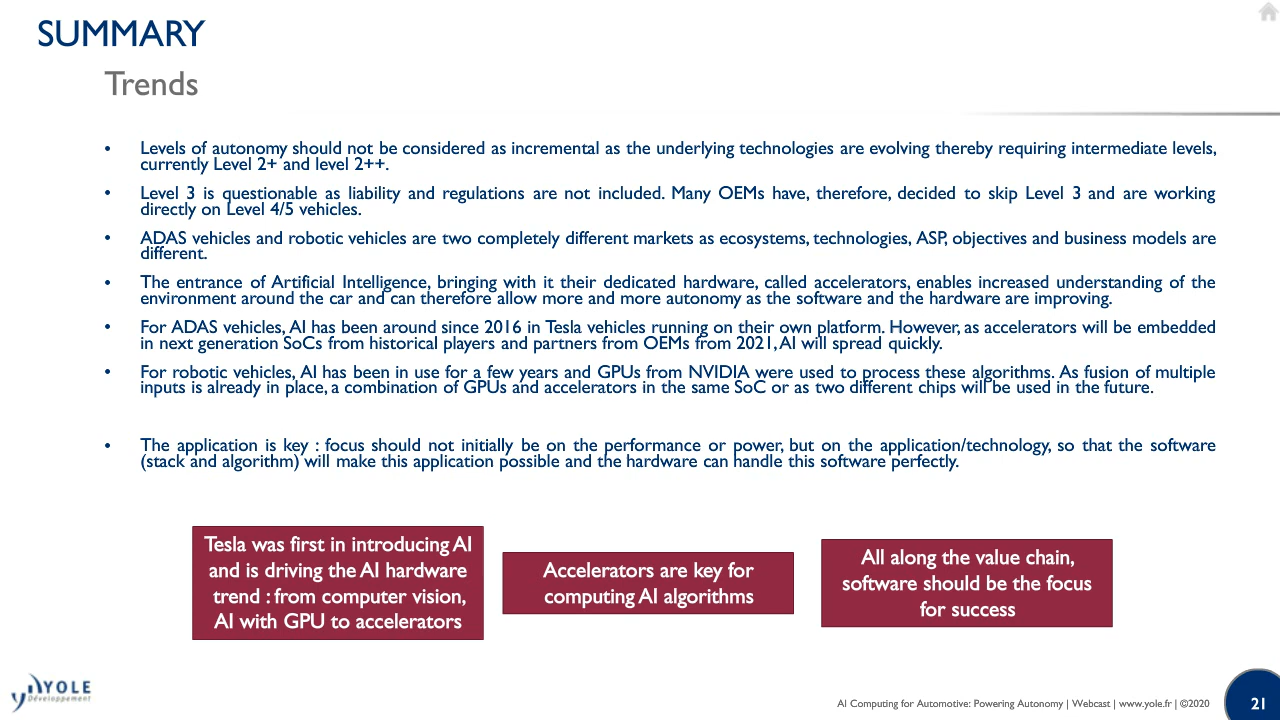 SUMMARY
Trends
• Levels of autonomy should not be considered as incremental as the underlying technologies are evolving thereby requiring intermediate levels,
currently Level 2+ and level 2++.
• Level 3 is questionable as liability and regulations are not included. Many OEMs have, therefore, decided to skip Level 3 and are working
directly on Level 4/5 vehicles.
• ADAS vehicles and robotic vehicles are two completely different markets as ecosystems, technologies, ASP, objectives and business models are
different.
• The entrance of Artificial Intelligence, bringing with it their dedicated hardware, called accelerators, enables increased understanding of the
environment around the car and can therefore allow more and more autonomy as the software and the hardware are improving.
• For ADAS vehicles, AI has been around since 2016 in Tesla vehicles running on their own platform. However, as accelerators will be embedded
in next generation SoCs from historical players and partners from OEMs from 2021, AI will spread quickly.
• For robotic vehicles, AI has been in use for a few years and GPUs from NVIDIA were used to process these algorithms. As fusion of multiple
inputs is already in place, a combination of GPUs and accelerators in the same SoC or as two different chips will be used in the future.
• The application is key : focus should not initially be on the performance or power, but on the application/technology, so that the software
(stack and algorithm) will make this application possible and the hardware can handle this software perfectly.
Tesla was first in introducing AI
and is driving the AI hardware
trend : from computer vision,
AI with GPU to accelerators
Accelerators are key for
computing AI algorithms
All along the value chain,
software should be the focus
for success
YOLE
Développement
AI Computing for Automotive: Powering Autonomy | Webcast | www.yole.fr | ©2020
21